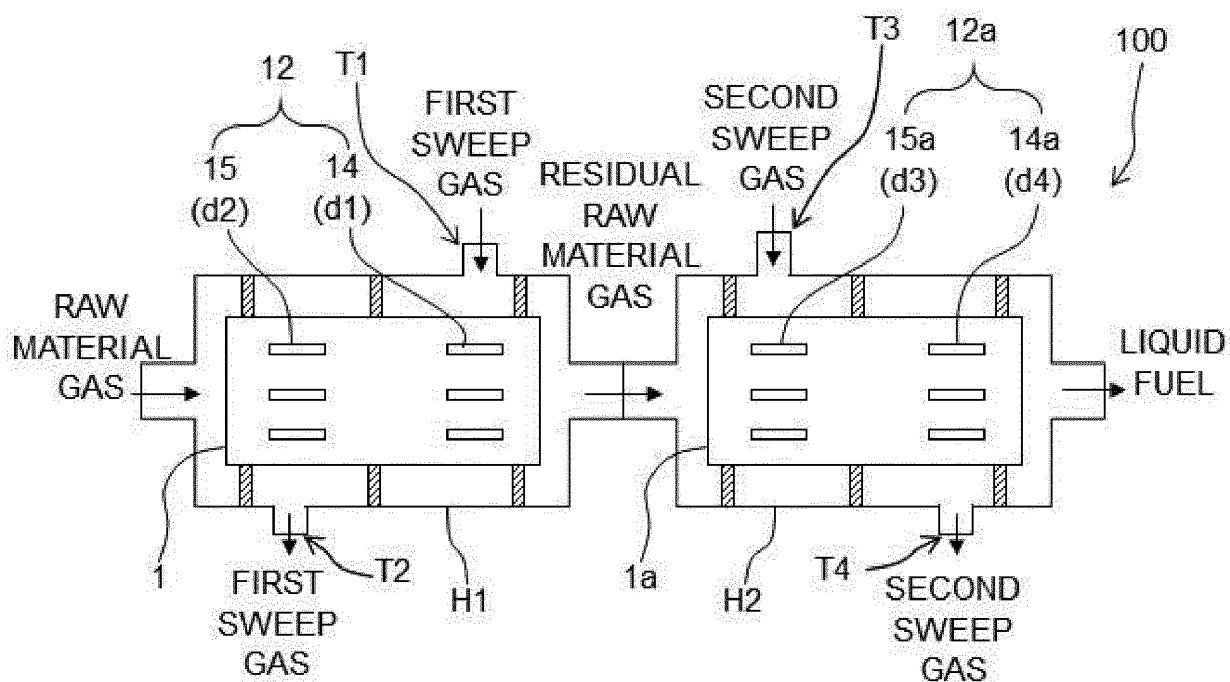 12
T1
FIRST
SWEEP
GAS
15
(d2)
14
(d1)
RESIDUAL
RAW
MATERIAL
GAS
SECOND
SWEEP
GAS
T3
12a
100
15a
(d3)
14a
(d4)
RAW
MATERIAL
GAS
LIQUID
FUEL
1
T2
H1
1a
H2
T4
FIRST
SWEEP
GAS
SECOND
SWEEP
GAS